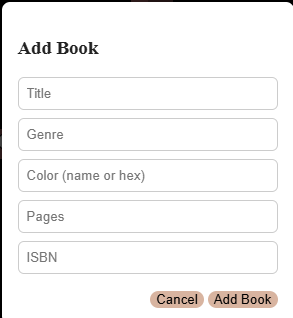 Add Book
Title
Genre
Color (name or hex)
Pages
ISBN
Cancel Add Book